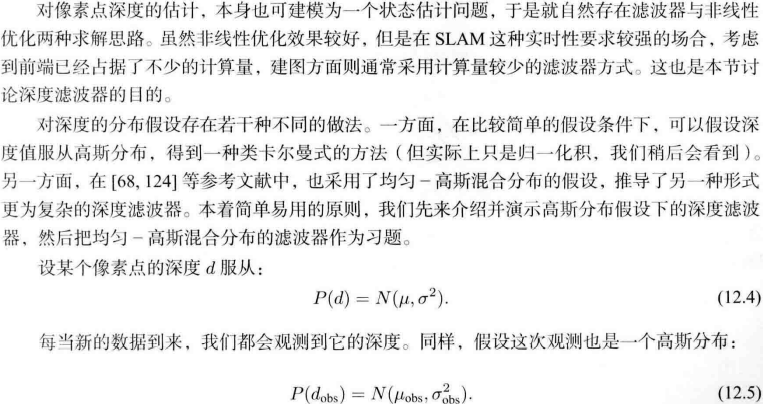 对像素点深度的估计，本身也可建模为一个状态估计问题，于是就自然存在滤波器与非线性
优化两种求解思路。虽然非线性优化效果较好，但是在 SLAM 这种实时性要求较强的场合，考虑
到前端已经占据了不少的计算量，建图方面则通常采用计算量较少的滤波器方式。这也是本节讨
论深度滤波器的目的。
对深度的分布假设存在若干种不同的做法。一方面，在比较简单的假设条件下，可以假设深
度值服从高斯分布，得到一种类卡尔曼式的方法（但实际上只是归一化积，我们稍后会看到）。
另一方面，在 [68, 124] 等参考文献中，也采用了均匀－高斯混合分布的假设，推导了另一种形式
更为复杂的深度滤波器。本着简单易用的原则，我们先来介绍并演示高斯分布假设下的深度滤波
器，然后把均匀－高斯混合分布的滤波器作为习题。
设某个像素点的深度 d 服从：
P(d) = N(μ, σ²). (12.4)
每当新的数据到来，我们都会观测到它的深度。同样，假设这次观测也是一个高斯分布：
P(d_obs) = N(μ_obs, σ²_obs). (12.5)